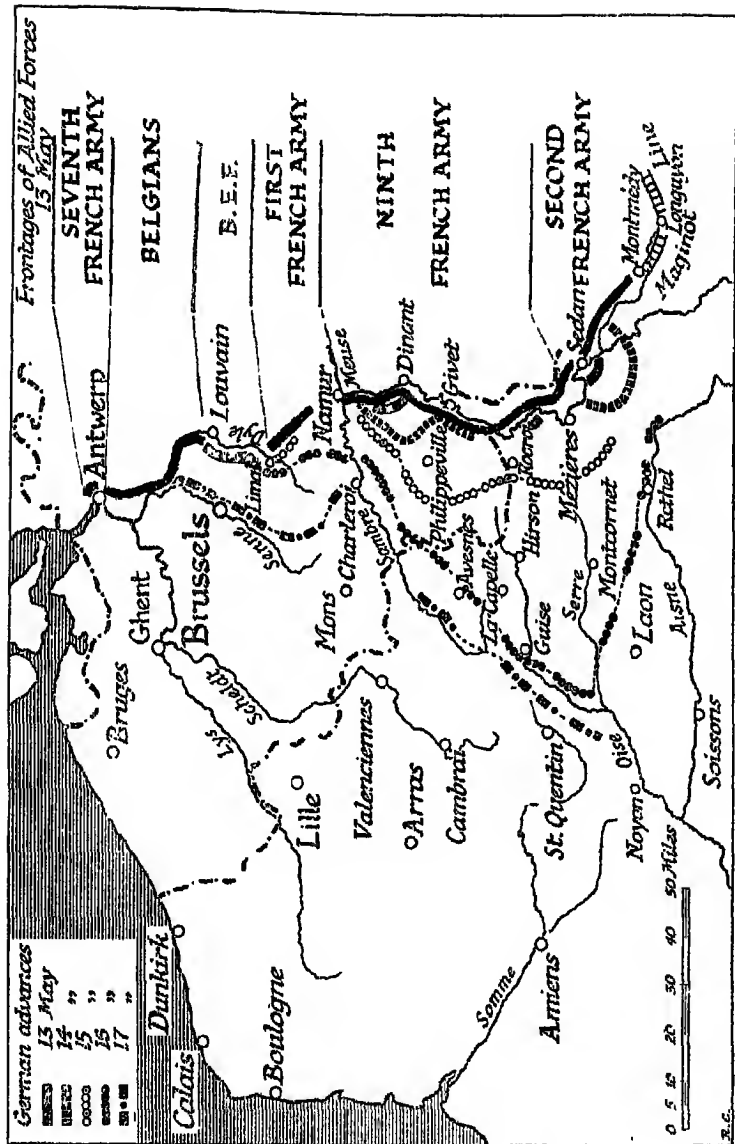 German advances
13 May
14 "
15 "
16 "
17 "
Frontages of Allied Forces
13 May
SEVENTH
FRENCH ARMY
BELGIANS
B.E.F.
FIRST
FRENCH ARMY
NINTH
FRENCH ARMY
SECOND
FRENCH ARMY
Calais
Dunkirk
Boulogne
Bruges
Ghent
Antwerp
Brussels
Louvain
Dyle
Senne
Scheldt
Lys
Lille
Mons
Charleroi
Namur
Meuse
Sambre
Dinant
Givet
Philippeville
Valenciennes
Arras
Cambrai
Avesnes
La Capelle
Hirson
Rocroi
Mezières
Sedan
Montmédy
Longuyon
Maginot Line
Guise
Serre
Montcornet
St. Quentin
Oise
Laon
Rethel
Aisne
Soissons
Noyon
Somme
Amiens
0 5 10 20 30 40 50 Miles